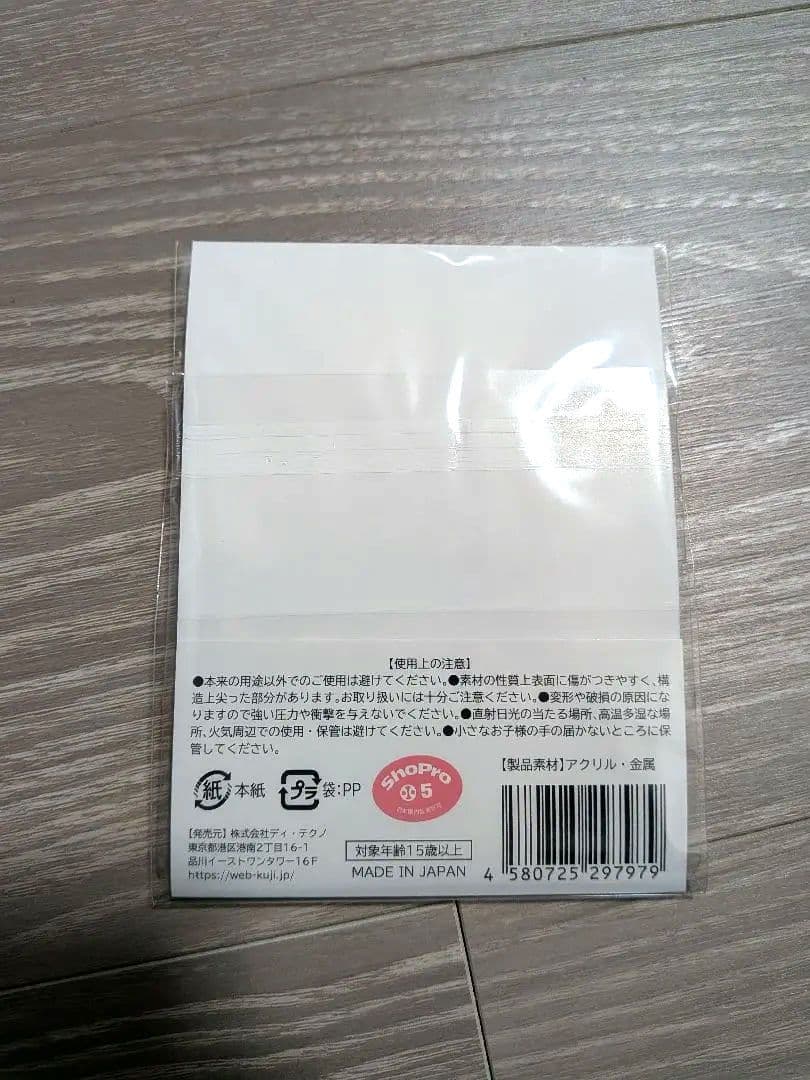 【使用上の注意】
●本来の用途以外でのご使用は避けてください。●素材の性質上表面に傷がつきやすく、構
造上尖った部分があります。お取り扱いには十分ご注意ください。●変形や破損の原因にな
りますので強い圧力や衝撃を与えないでください。●直射日光の当たる場所、高温多湿な場
所、火気周辺での使用・保管は避けてください。●小さなお子様の手の届かないところに保
管してください。
【製品素材】アクリル・金属
紙 本紙 プラ 袋:PP
ShoPro
5
【発売元】株式会社ディ・テクノ
東京都港区港南2丁目16-1
品川イーストワンタワー16F
https://web-kuji.jp/
対象年齢15歳以上
MADE IN JAPAN
4 580725 297979